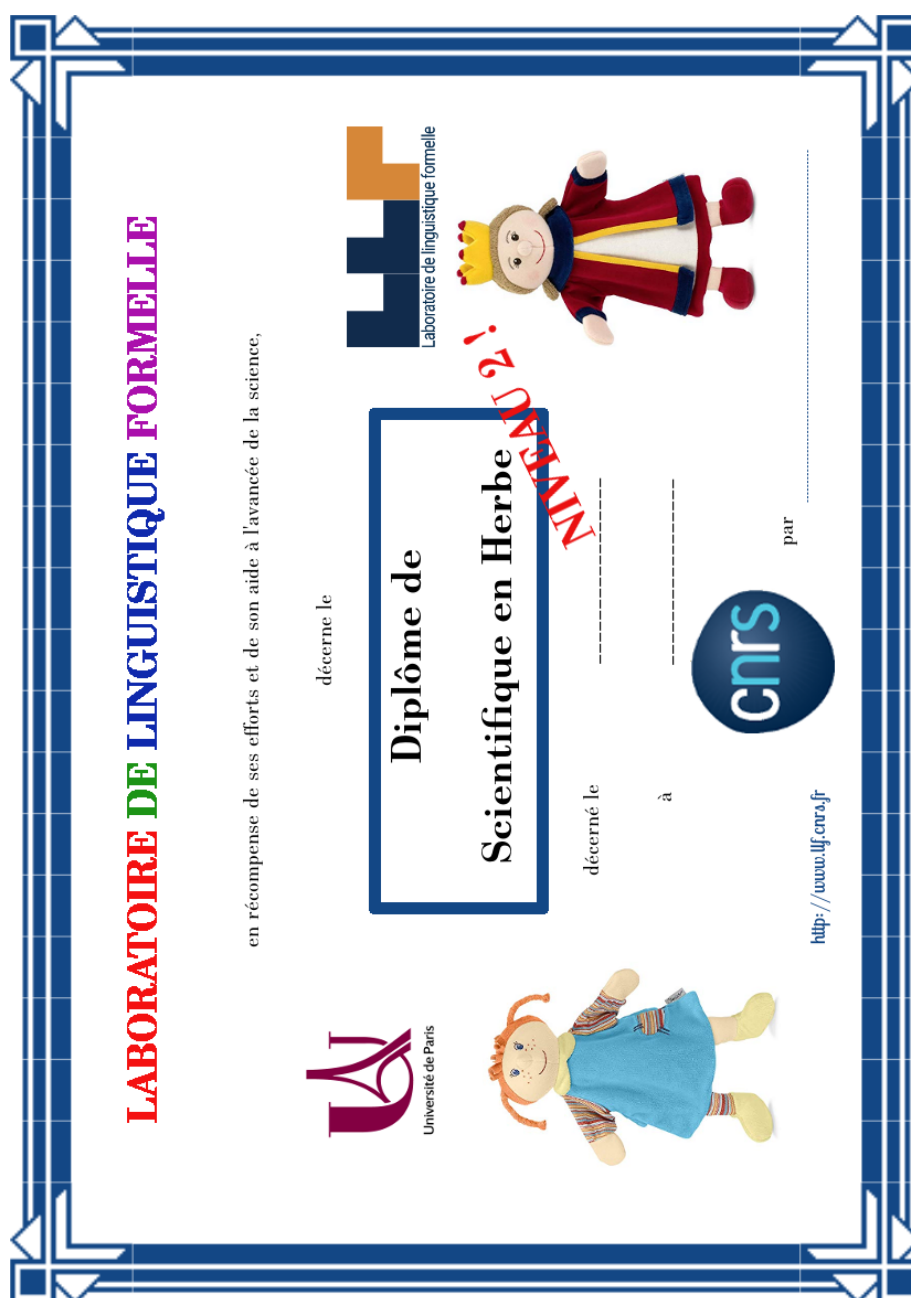 LABORATOIRE DE LINGUISTIQUE FORMELLE
en récompense de ses efforts et de son aide à l'avancée de la science,
décerne le
Université de Paris
Laboratoire de linguistique formelle
Diplôme de
Scientifique en Herbe
NIVEAU 2 !
décerné le
à
cnrs
par
http://www.llf.cnrs.fr